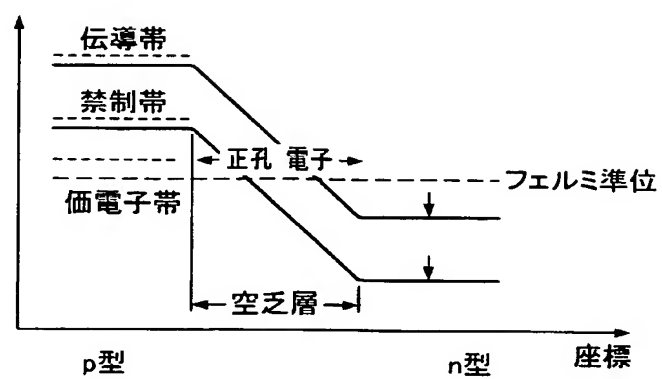 伝導帯
禁制帯
正孔 電子
フェルミ準位
価電子帯
空乏層
p型
n型
座標